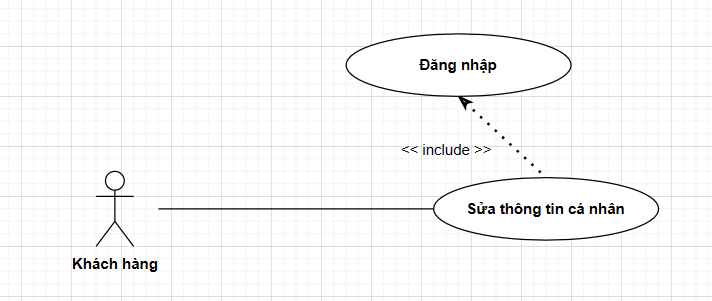 Đăng nhập
<< include >>
Sửa thông tin cá nhân
Khách hàng